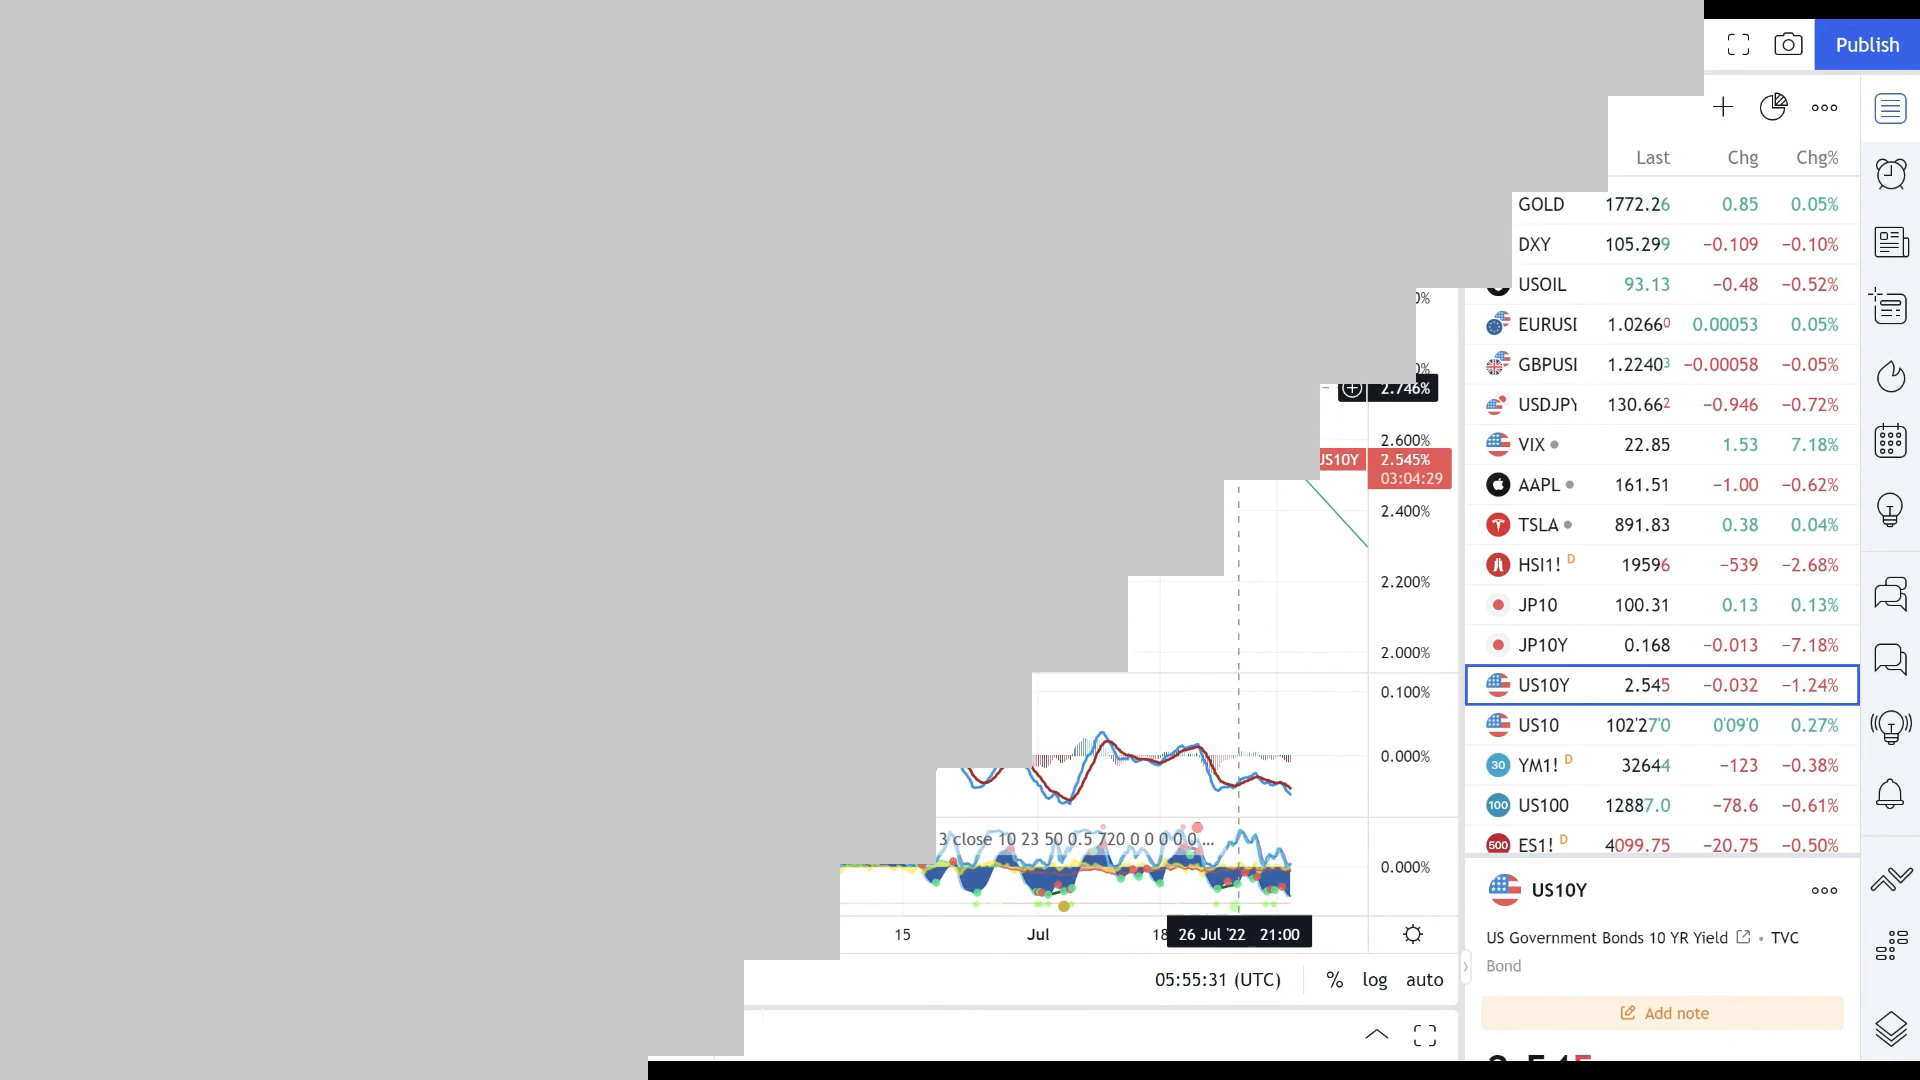 Publish
Last Chg Chg%
GOLD 1772.26 0.85 0.05%
DXY 105.299 −0.109 −0.10%
USOIL 93.13 −0.48 −0.52%
EURUSI 1.02660 0.00053 0.05%
GBPUSI 1.22403 −0.00058 −0.05%
USDJPY 130.662 −0.946 −0.72%
VIX 22.85 1.53 7.18%
AAPL 161.51 −1.00 −0.62%
TSLA 891.83 0.38 0.04%
HSI1! D 19596 −539 −2.68%
JP10 100.31 0.13 0.13%
JP10Y 0.168 −0.013 −7.18%
US10Y 2.545 −0.032 −1.24%
US10 102'27'0 0'09'0 0.27%
30 YM1! D 32644 −123 −0.38%
100 US100 12887.0 −78.6 −0.61%
500 ES1! D 4099.75 −20.75 −0.50%
2.746%
2.600%
US10Y 2.545%
03:04:29
2.400%
2.200%
2.000%
0.100%
0.000%
3 close 10 23 50 0.5 720 0 0 0 0 0 ...
0.000%
15 Jul 18 26 Jul '22 21:00
05:55:31 (UTC) % log auto
US10Y
US Government Bonds 10 YR Yield • TVC
Bond
Add note